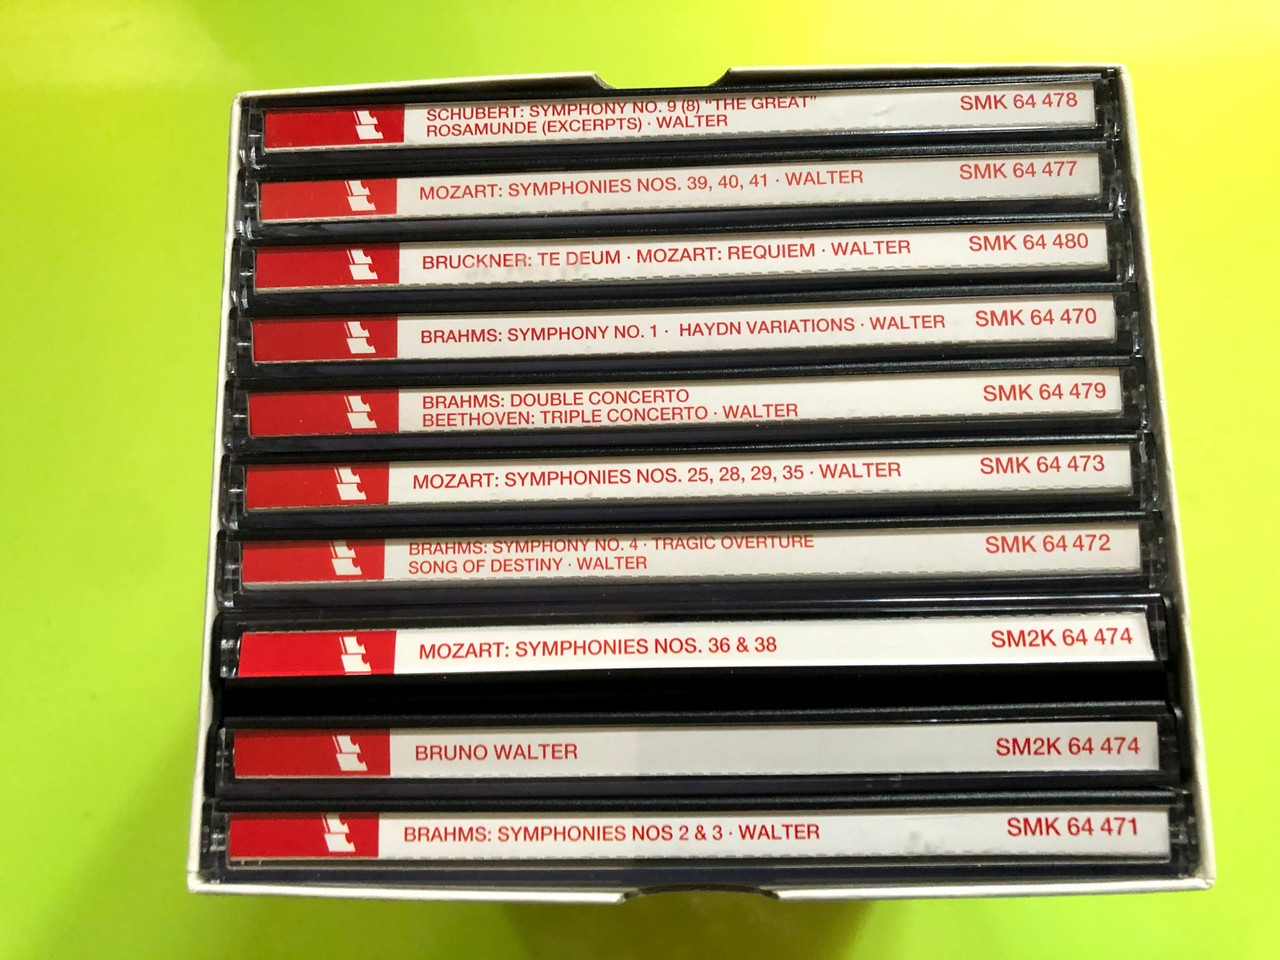 SCHUBERT: SYMPHONY NO. 9 (8) "THE GREAT"
ROSAMUNDE (EXCERPTS) · WALTER
SMK 64 478
MOZART: SYMPHONIES NOS. 39, 40, 41 · WALTER
SMK 64 477
BRUCKNER: TE DEUM · MOZART: REQUIEM · WALTER
SMK 64 480
BRAHMS: SYMPHONY NO. 1 · HAYDN VARIATIONS · WALTER
SMK 64 470
BRAHMS: DOUBLE CONCERTO
BEETHOVEN: TRIPLE CONCERTO · WALTER
SMK 64 479
MOZART: SYMPHONIES NOS. 25, 28, 29, 35 · WALTER
SMK 64 473
BRAHMS: SYMPHONY NO. 4 · TRAGIC OVERTURE
SONG OF DESTINY · WALTER
SMK 64 472
MOZART: SYMPHONIES NOS. 36 & 38
SM2K 64 474
BRUNO WALTER
SM2K 64 474
BRAHMS: SYMPHONIES NOS 2 & 3 · WALTER
SMK 64 471